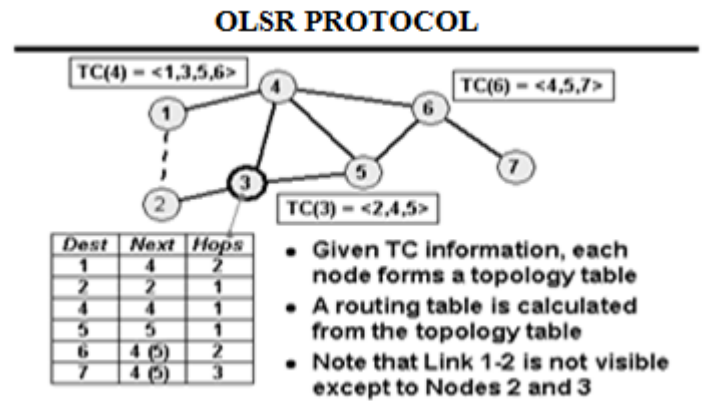 OLSR PROTOCOL
TC(4) = <1,3,5,6>
TC(6) = <4,5,7>
4
1
6
7
5
3
2
TC(3) = <2,4,5>
Dest Next Hops
1 4 2
2 2 1
4 4 1
5 5 1
6 4 (5) 2
7 4 (5) 3
• Given TC information, each
node forms a topology table
• A routing table is calculated
from the topology table
• Note that Link 1-2 is not visible
except to Nodes 2 and 3